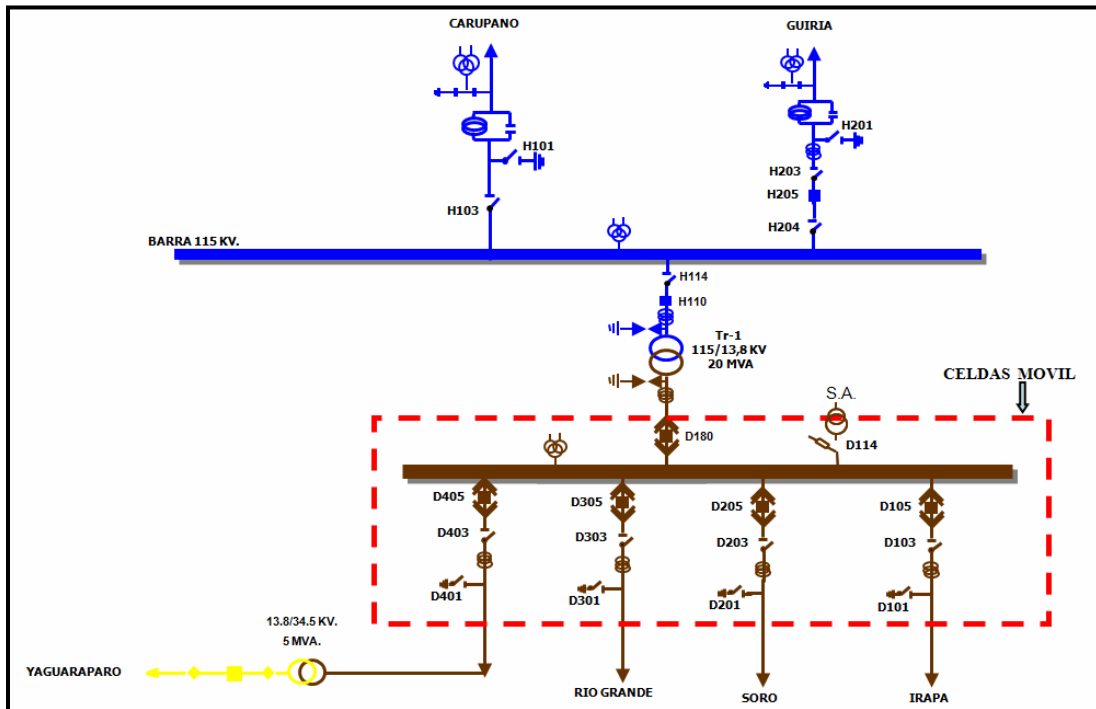 CARUPANO
GUIRIA
H201
H101
H203
H205
H103
H204
BARRA 115 KV.
H114
H110
Tr-1
115/13,8 KV
20 MVA
CELDAS MOVIL
S.A.
D180
D114
D405
D305
D205
D105
D403
D303
D203
D103
D401
D301
D201
D101
13.8/34.5 KV.
5 MVA.
YAGUARAPARO
RIO GRANDE
SORO
IRAPA